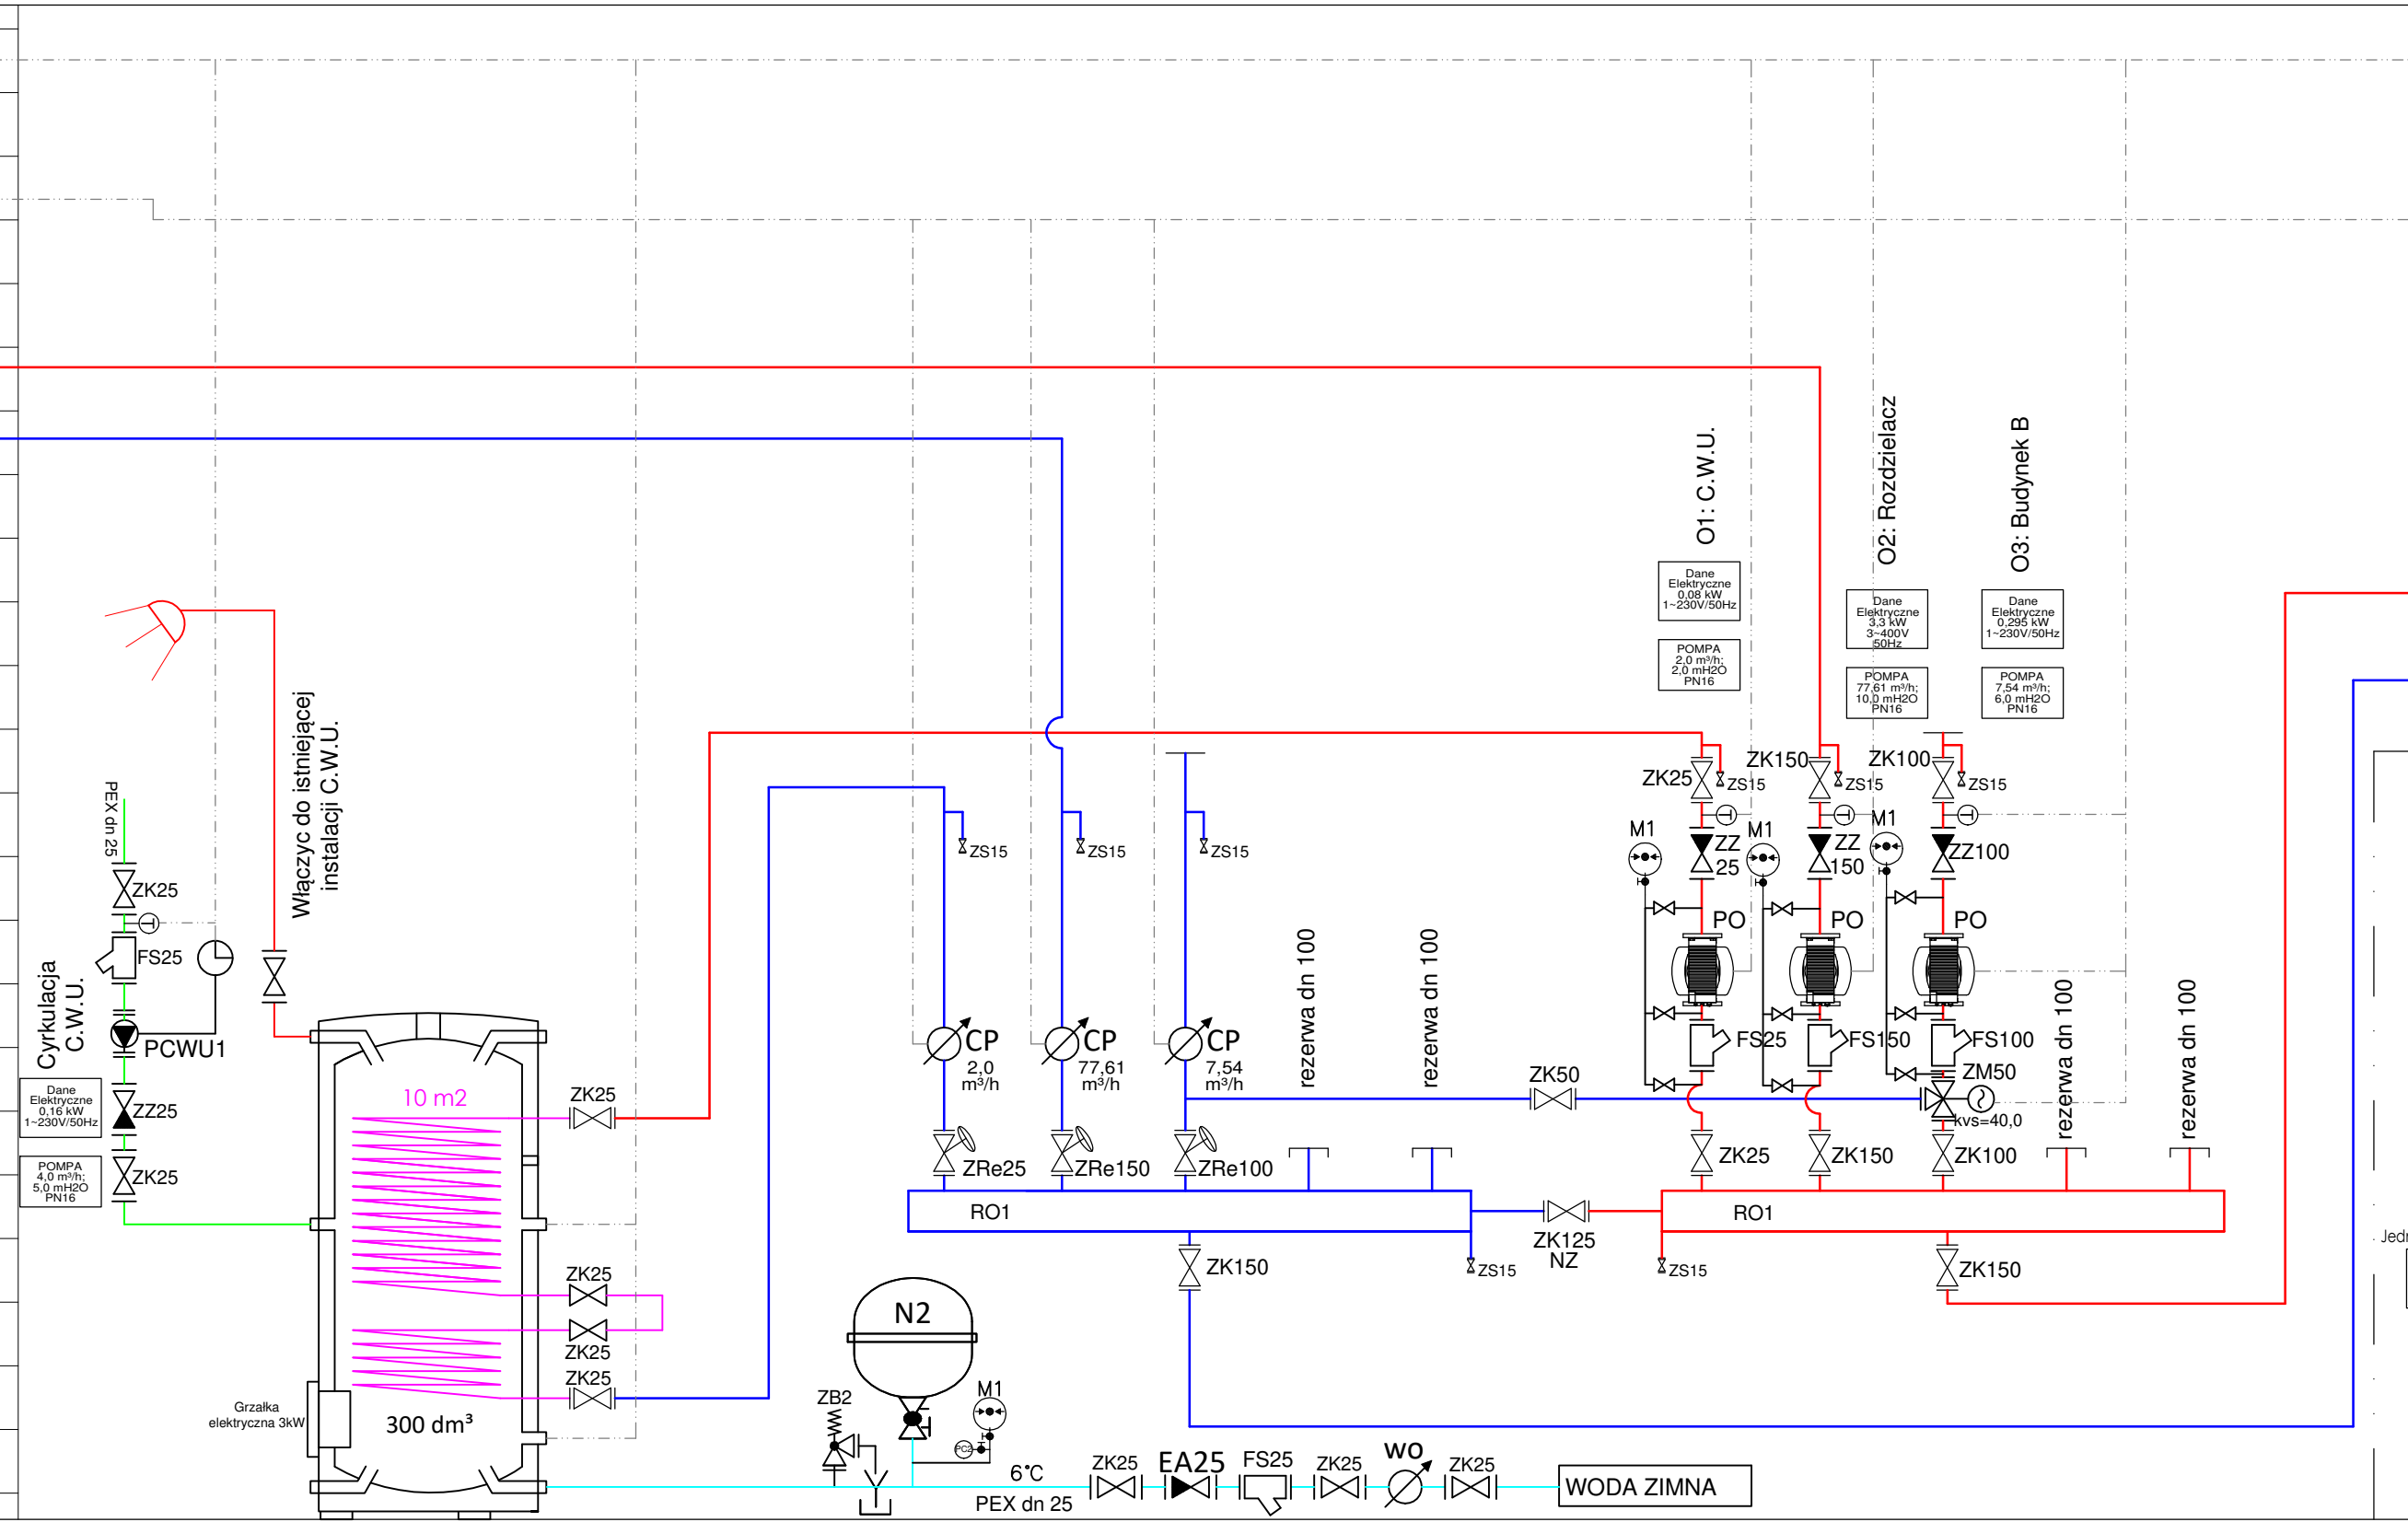 O1: C.W.U.
O2: Rozdzielacz
O3: Budynek B
Dane
Elektryczne
0,08 kW
1~230V/50Hz
POMPA
2,0 m³/h;
2,0 mH2O
PN16
Dane
Elektryczne
3,3 kW
3~400V
50Hz
POMPA
77,61 m³/h;
10,0 mH2O
PN16
Dane
Elektryczne
0,295 kW
1~230V/50Hz
POMPA
7,54 m³/h;
6,0 mH2O
PN16
Włączyc do istniejącej
instalacji C.W.U.
PEX dn 25
ZK25
FS25
Cyrkulacja
C.W.U.
PCWU1
Dane
Elektryczne
0,16 kW
1~230V/50Hz
ZZ25
POMPA
4,0 m³/h;
5,0 mH2O
PN16
ZK25
10 m2
ZK25
ZK25
ZK25
ZK25
Grzałka
elektryczna 3kW
300 dm³
ZS15
ZS15
ZS15
CP
2,0
m³/h
CP
77,61
m³/h
CP
7,54
m³/h
ZRe25
ZRe150
ZRe100
rezerwa dn 100
rezerwa dn 100
RO1
ZK150
ZS15
ZK50
ZK125
NZ
ZK25
ZS15
ZK150
ZS15
ZK100
ZS15
M1
ZZ
25
M1
ZZ
150
M1
ZZ100
PO
PO
PO
FS25
FS150
FS100
ZM50
kvs=40,0
ZK25
ZK150
ZK100
rezerwa dn 100
rezerwa dn 100
RO1
ZS15
ZK150
Jedn
N2
ZB2
M1
PC2
6°C
PEX dn 25
ZK25
EA25
FS25
ZK25
wo
ZK25
WODA ZIMNA